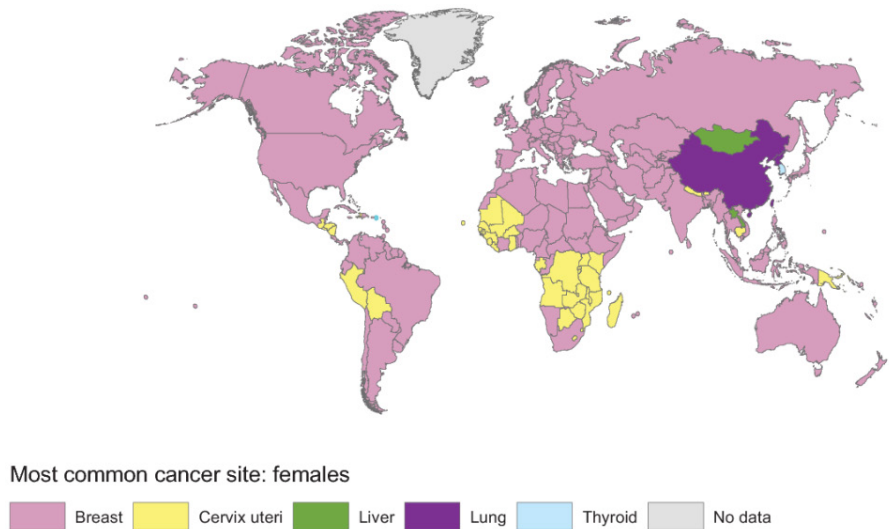 Most common cancer site: females
Breast Cervix uteri Liver Lung Thyroid No data